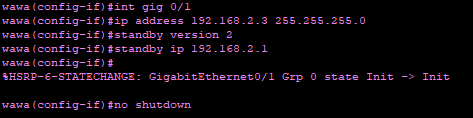 wawa(config-if)#int gig 0/1
wawa(config-if)#ip address 192.168.2.3 255.255.255.0
wawa(config-if)#standby version 2
wawa(config-if)#standby ip 192.168.2.1
wawa(config-if)#
%HSRP-6-STATECHANGE: GigabitEthernet0/1 Grp 0 state Init -> Init
wawa(config-if)#no shutdown